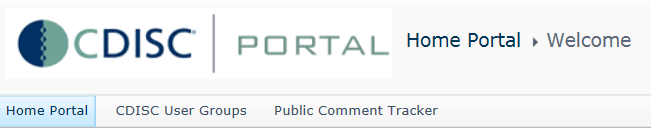 CDISC® PORTAL Home Portal ▸ Welcome
Home Portal CDISC User Groups Public Comment Tracker